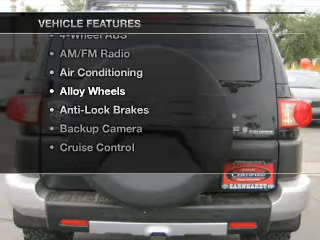 VEHICLE FEATURES
• 4-Wheel ABS
• AM/FM Radio
• Air Conditioning
• Alloy Wheels
• Anti-Lock Brakes
• Backup Camera
• Cruise Control
CERTIFIED
EARNHARDT